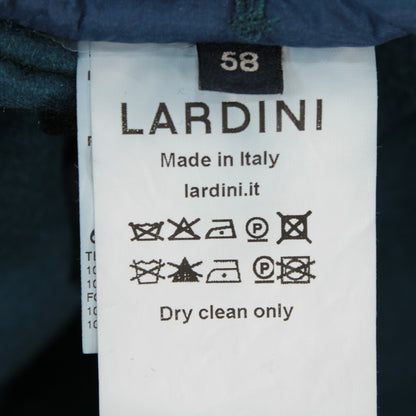 58
LARDINI
Made in Italy
lardini.it
P
P
Dry clean only